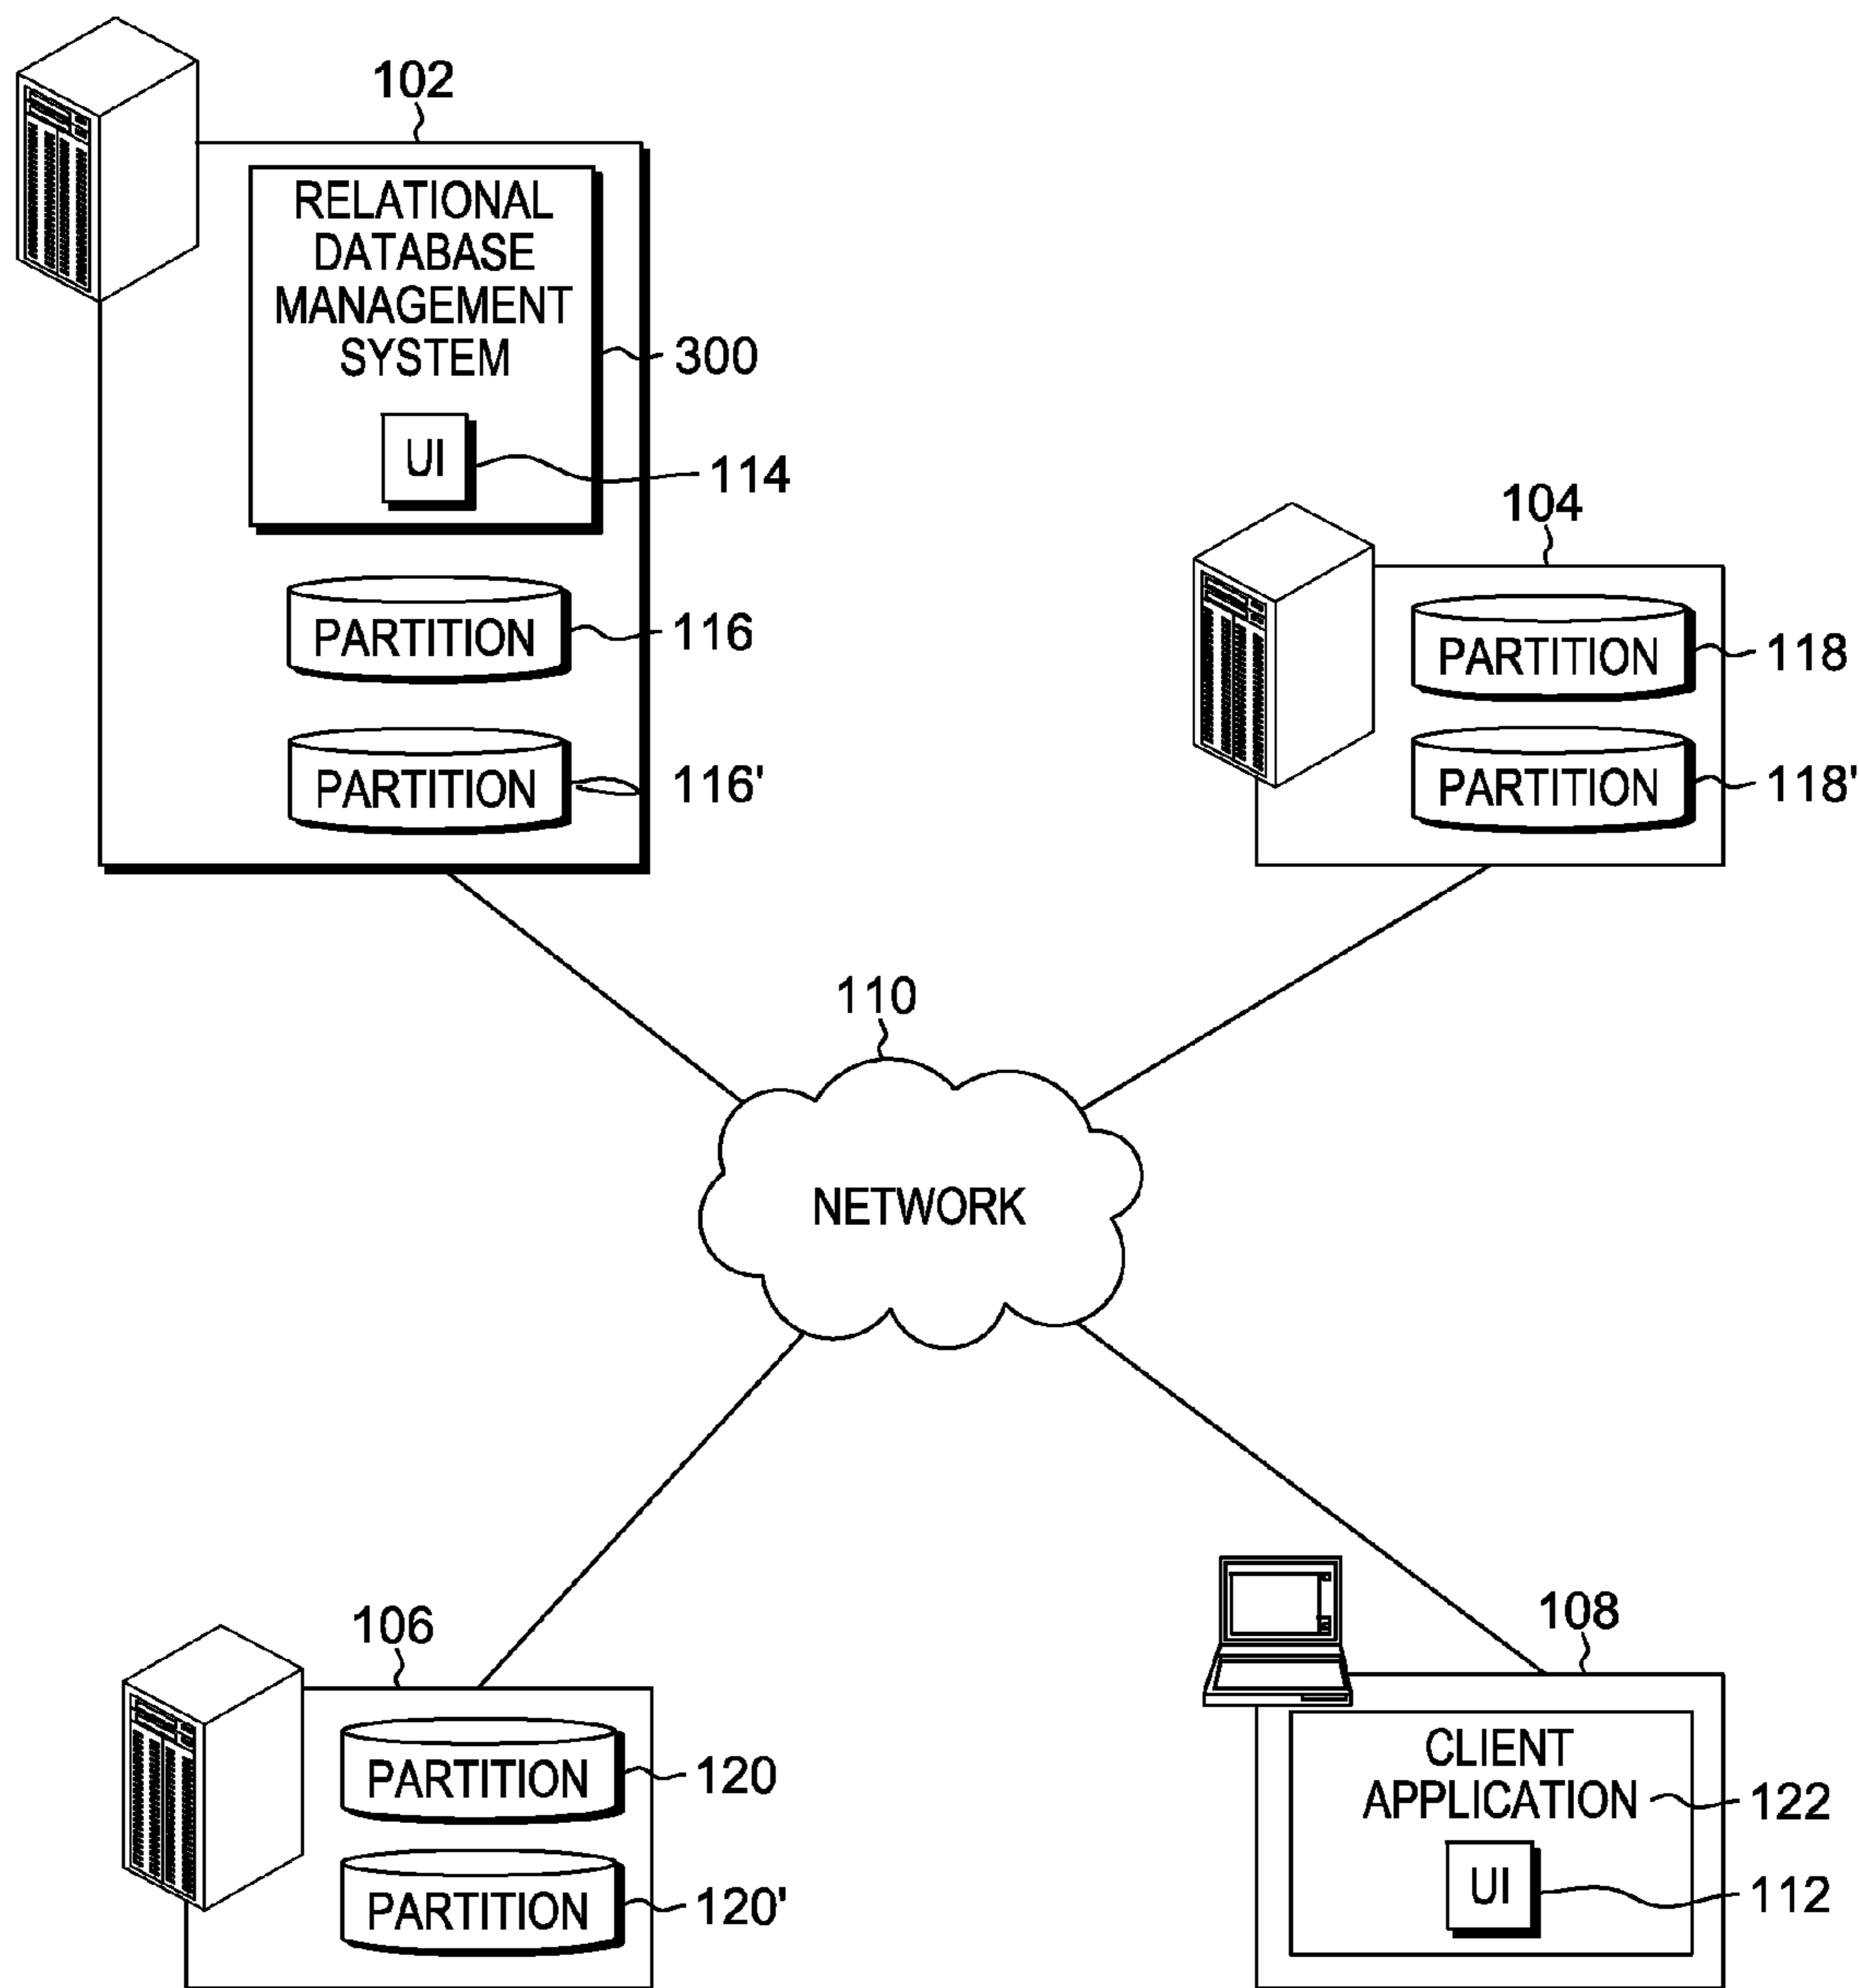 102
RELATIONAL
DATABASE
MANAGEMENT
SYSTEM
300
UI
114
PARTITION
116
PARTITION
116'
104
PARTITION
118
PARTITION
118'
110
NETWORK
106
PARTITION
120
PARTITION
120'
108
CLIENT
APPLICATION
122
UI
112